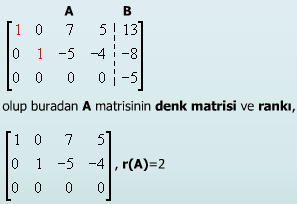 A B
1 0 7 5 13
0 1 -5 -4 -8
0 0 0 0 -5
olup buradan A matrisinin denk matrisi ve rankı,
1 0 7 5
0 1 -5 -4 , r(A)=2
0 0 0 0